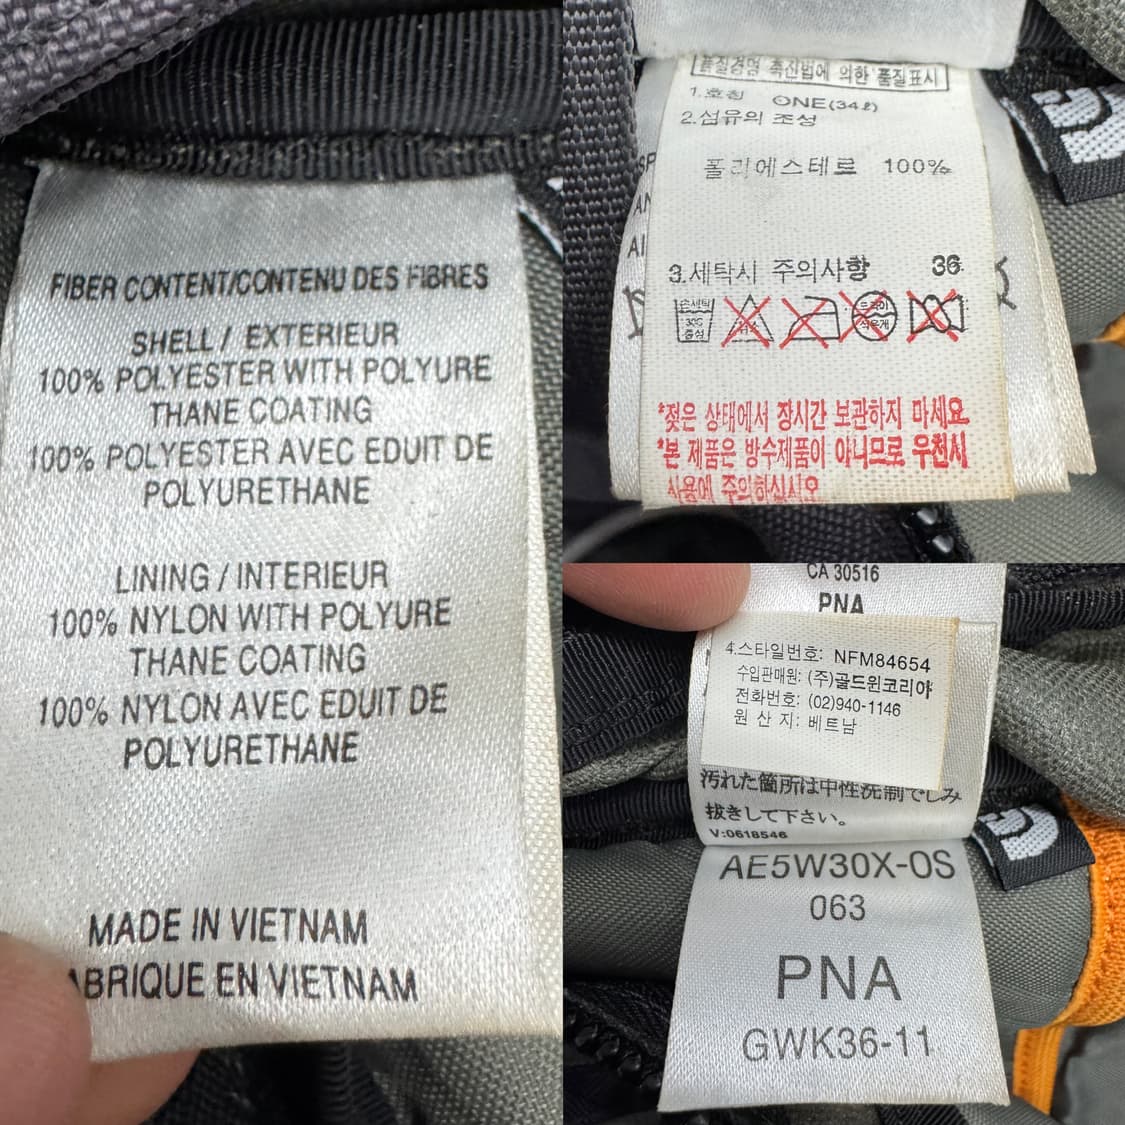 FIBER CONTENT/CONTENU DES FIBRES
SHELL / EXTERIEUR
100% POLYESTER WITH POLYURE
THANE COATING
100% POLYESTER AVEC EDUIT DE
POLYURETHANE
LINING / INTERIEUR
100% NYLON WITH POLYURE
THANE COATING
100% NYLON AVEC EDUIT DE
POLYURETHANE
MADE IN VIETNAM
ABRIQUE EN VIETNAM
품질경영 촉진법에 의한 품질표시
1.호칭 ONE(34ℓ)
2.섬유의 조성
폴리에스테르 100%
3.세탁시 주의사항 36
손세탁
30℃
중성
드라이
*젖은 상태에서 장시간 보관하지 마세요
*본 제품은 방수제품이 아니므로 우천시
사용에 주의하십시오
CA 30516
PNA
4.스타일번호: NFM84654
수입판매원: (주)골드윈코리아
전화번호: (02)940-1146
원 산 지: 베트남
汚れた箇所は中性洗剤でしみ
抜きして下さい。
V:0618546
AE5W30X-OS
063
PNA
GWK36-11